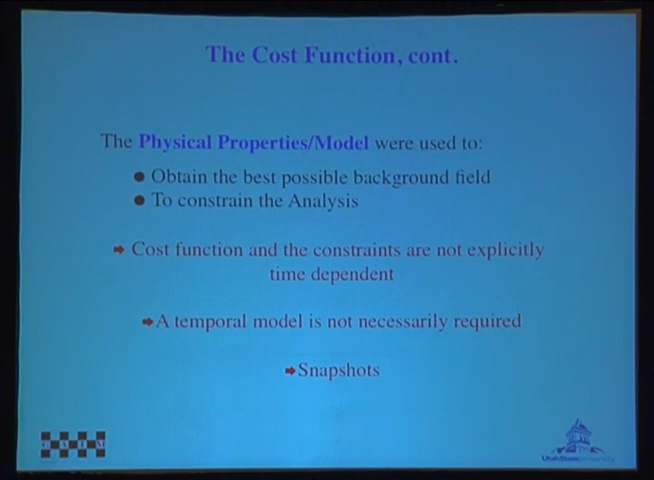 The Cost Function, cont.
The Physical Properties/Model were used to:
Obtain the best possible background field
To constrain the Analysis
Cost function and the constraints are not explicitly
time dependent
A temporal model is not necessarily required
Snapshots
G A I M
UtahStateUniversity